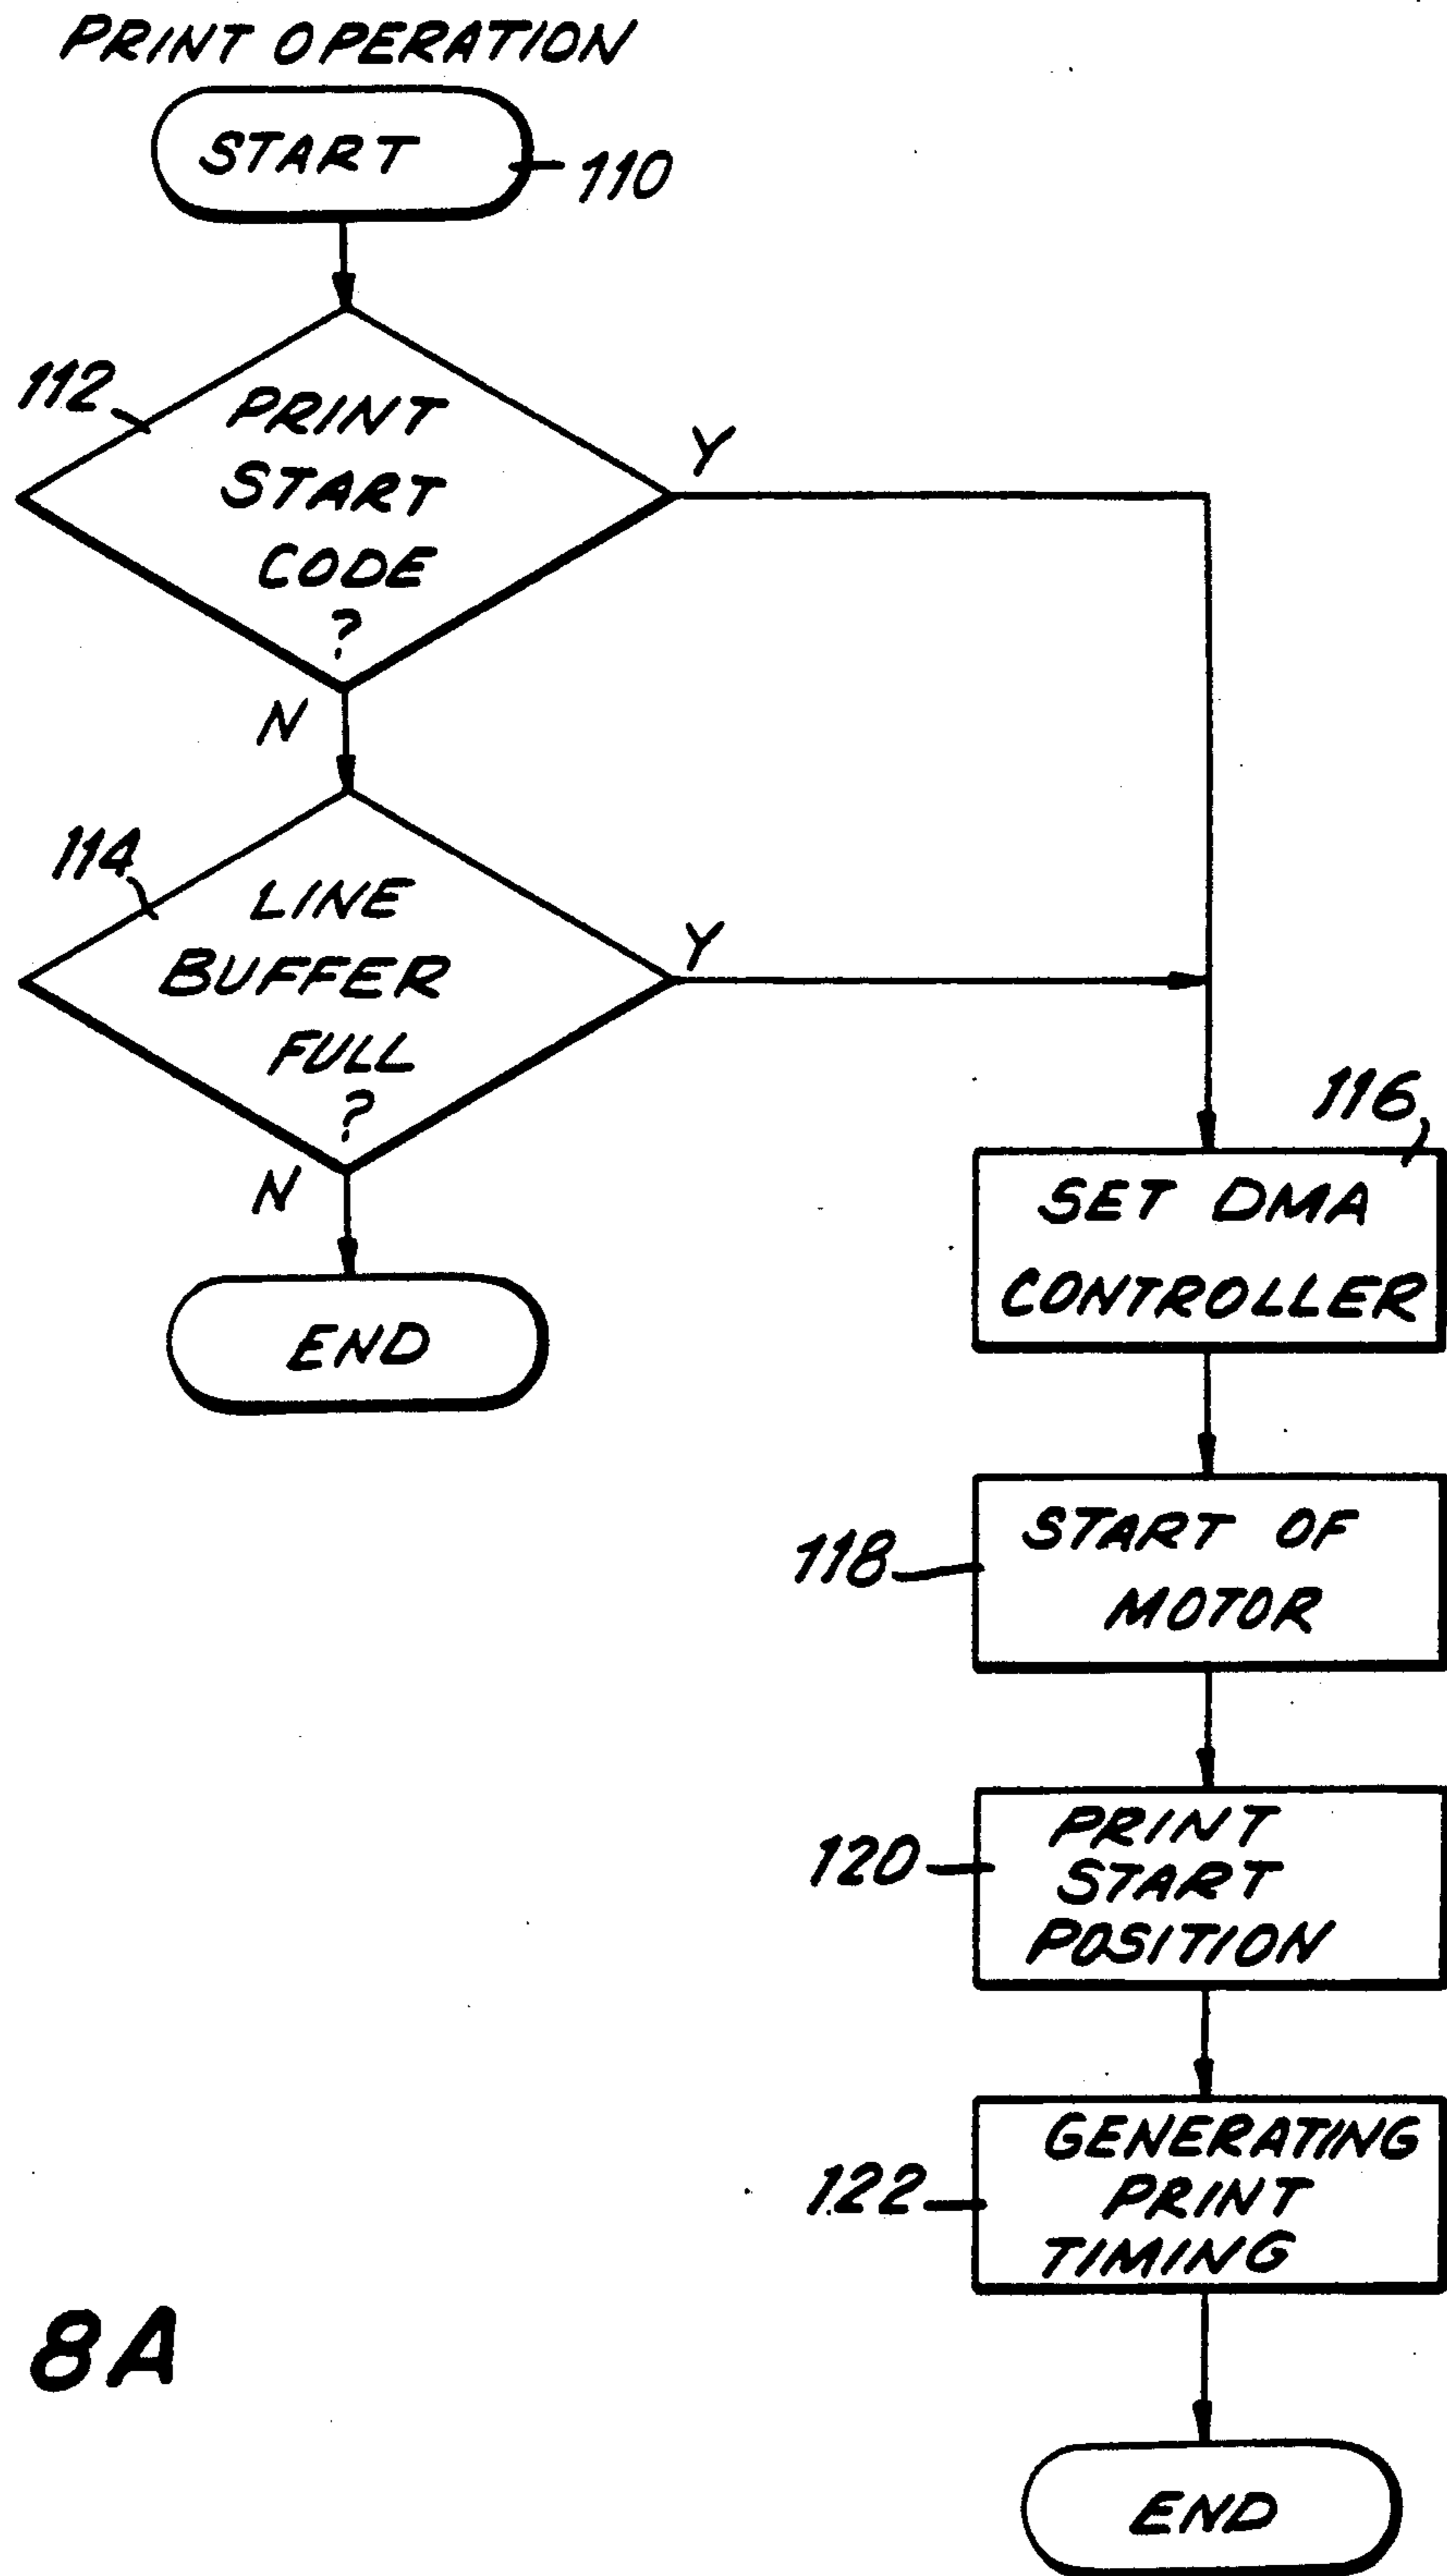 PRINT OPERATION
START
110
112
PRINT
START
CODE
?
Y
N
114
LINE
BUFFER
FULL
?
Y
N
END
116
SET DMA
CONTROLLER
118
START OF
MOTOR
120
PRINT
START
POSITION
122
GENERATING
PRINT
TIMING
END
8A